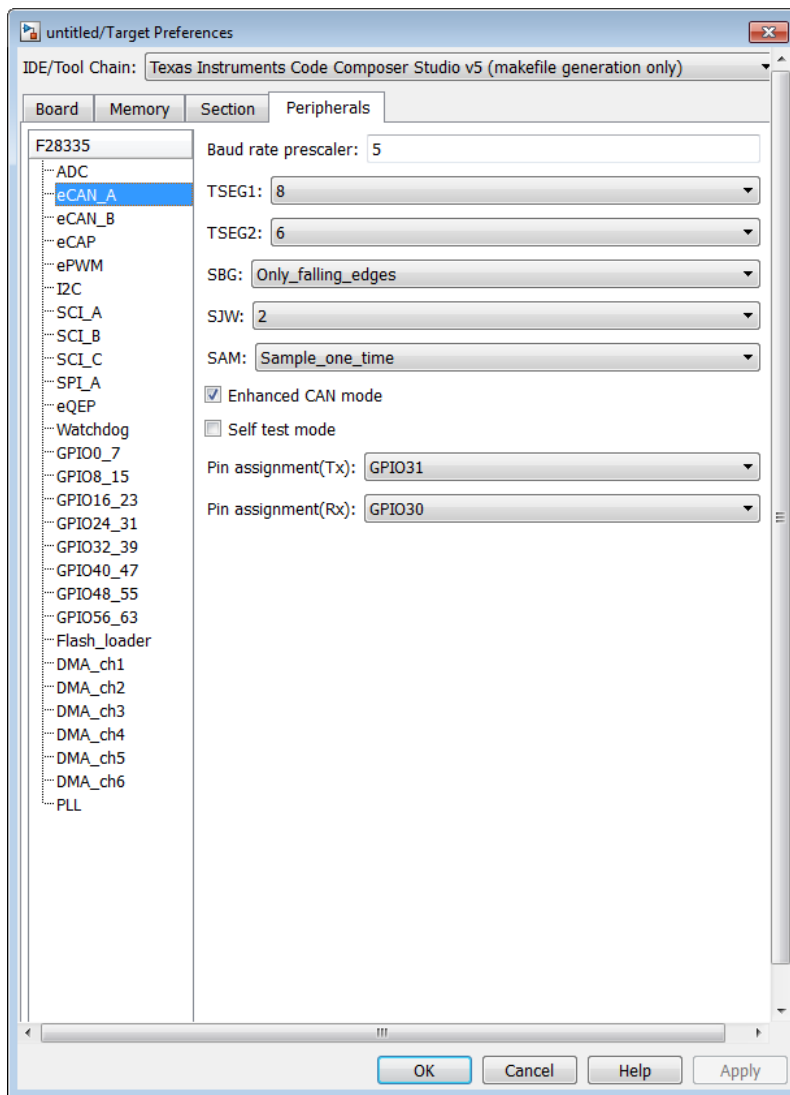 untitled/Target Preferences
IDE/Tool Chain: Texas Instruments Code Composer Studio v5 (makefile generation only)
Board Memory Section Peripherals
F28335
ADC
eCAN_A
eCAN_B
eCAP
ePWM
I2C
SCI_A
SCI_B
SCI_C
SPI_A
eQEP
Watchdog
GPIO0_7
GPIO8_15
GPIO16_23
GPIO24_31
GPIO32_39
GPIO40_47
GPIO48_55
GPIO56_63
Flash_loader
DMA_ch1
DMA_ch2
DMA_ch3
DMA_ch4
DMA_ch5
DMA_ch6
PLL
Baud rate prescaler: 5
TSEG1: 8
TSEG2: 6
SBG: Only_falling_edges
SJW: 2
SAM: Sample_one_time
Enhanced CAN mode
Self test mode
Pin assignment(Tx): GPIO31
Pin assignment(Rx): GPIO30
OK Cancel Help Apply